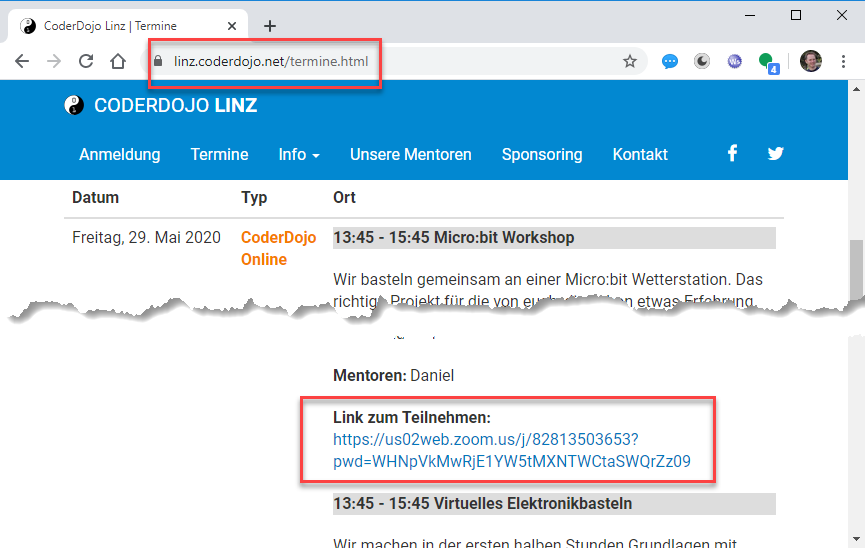 CoderDojo Linz | Termine
linz.coderdojo.net/termine.html
Ws
4
CODERDOJO LINZ
Anmeldung Termine Info Unsere Mentoren Sponsoring Kontakt
Datum Typ Ort
Freitag, 29. Mai 2020 CoderDojo 13:45 - 15:45 Micro:bit Workshop
Online
Wir basteln gemeinsam an einer Micro:bit Wetterstation. Das
richtige Projekt für die von euch, die schon etwas Erfahrung
Mentoren: Daniel
Link zum Teilnehmen:
https://us02web.zoom.us/j/82813503653?
pwd=WHNpVkMwRjE1YW5tMXNTWCtaSWQrZz09
13:45 - 15:45 Virtuelles Elektronikbasteln
Wir machen in der ersten halben Stunden Grundlagen mit